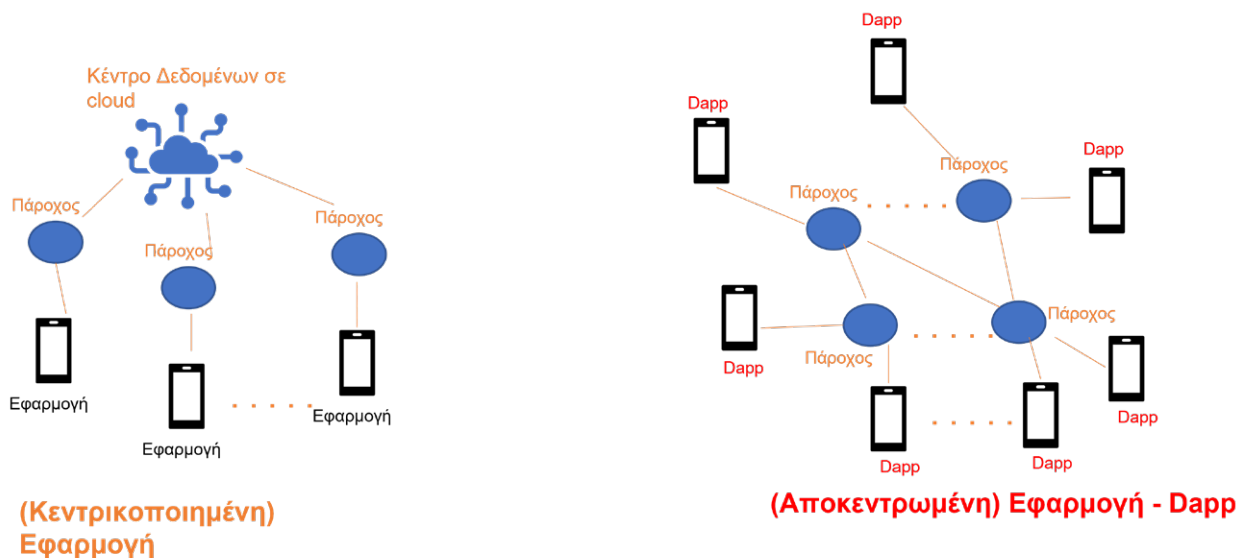 Κέντρο Δεδομένων σε
cloud
Πάροχος
Πάροχος
Πάροχος
Εφαρμογή
Εφαρμογή
Εφαρμογή
(Κεντρικοποιημένη)
Εφαρμογή
Dapp
Dapp
Dapp
Πάροχος
Πάροχος
Πάροχος
Πάροχος
Dapp
Dapp
Dapp
Dapp
(Αποκεντρωμένη) Εφαρμογή - Dapp